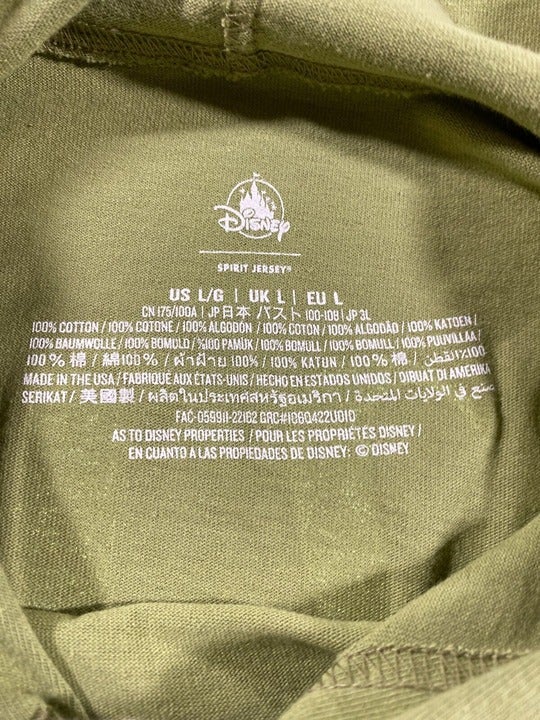 Disney
SPIRIT JERSEY®
US L/G | UK L | EU L
CN 175/100A | JP 日本 バスト 100-108 | JP 3L
100% COTTON / 100% COTONE / 100% ALGODÓN / 100% COTON / 100% ALGODÃO / 100% KATOEN /
100% BAUMWOLLE / 100% BOMULD / %100 PAMUK / 100% BOMULL / 100% BOMULL / 100% PUUVILLAA /
100% 棉 / 綿100% / ผ้าฝ้าย 100% / 100% KATUN / 100% 棉 / قطن ٪100
MADE IN THE USA / FABRIQUÉ AUX ÉTATS-UNIS / HECHO EN ESTADOS UNIDOS / DIBUAT DI AMERIKA
SERIKAT / 美國製 / ผลิตในประเทศสหรัฐอเมริกา / صنع في الولايات المتحدة
FAC-059911-22162 QRC#106Q422U010
AS TO DISNEY PROPERTIES / POUR LES PROPRIÉTÉS DISNEY /
EN CUANTO A LAS PROPIEDADES DE DISNEY: © DISNEY